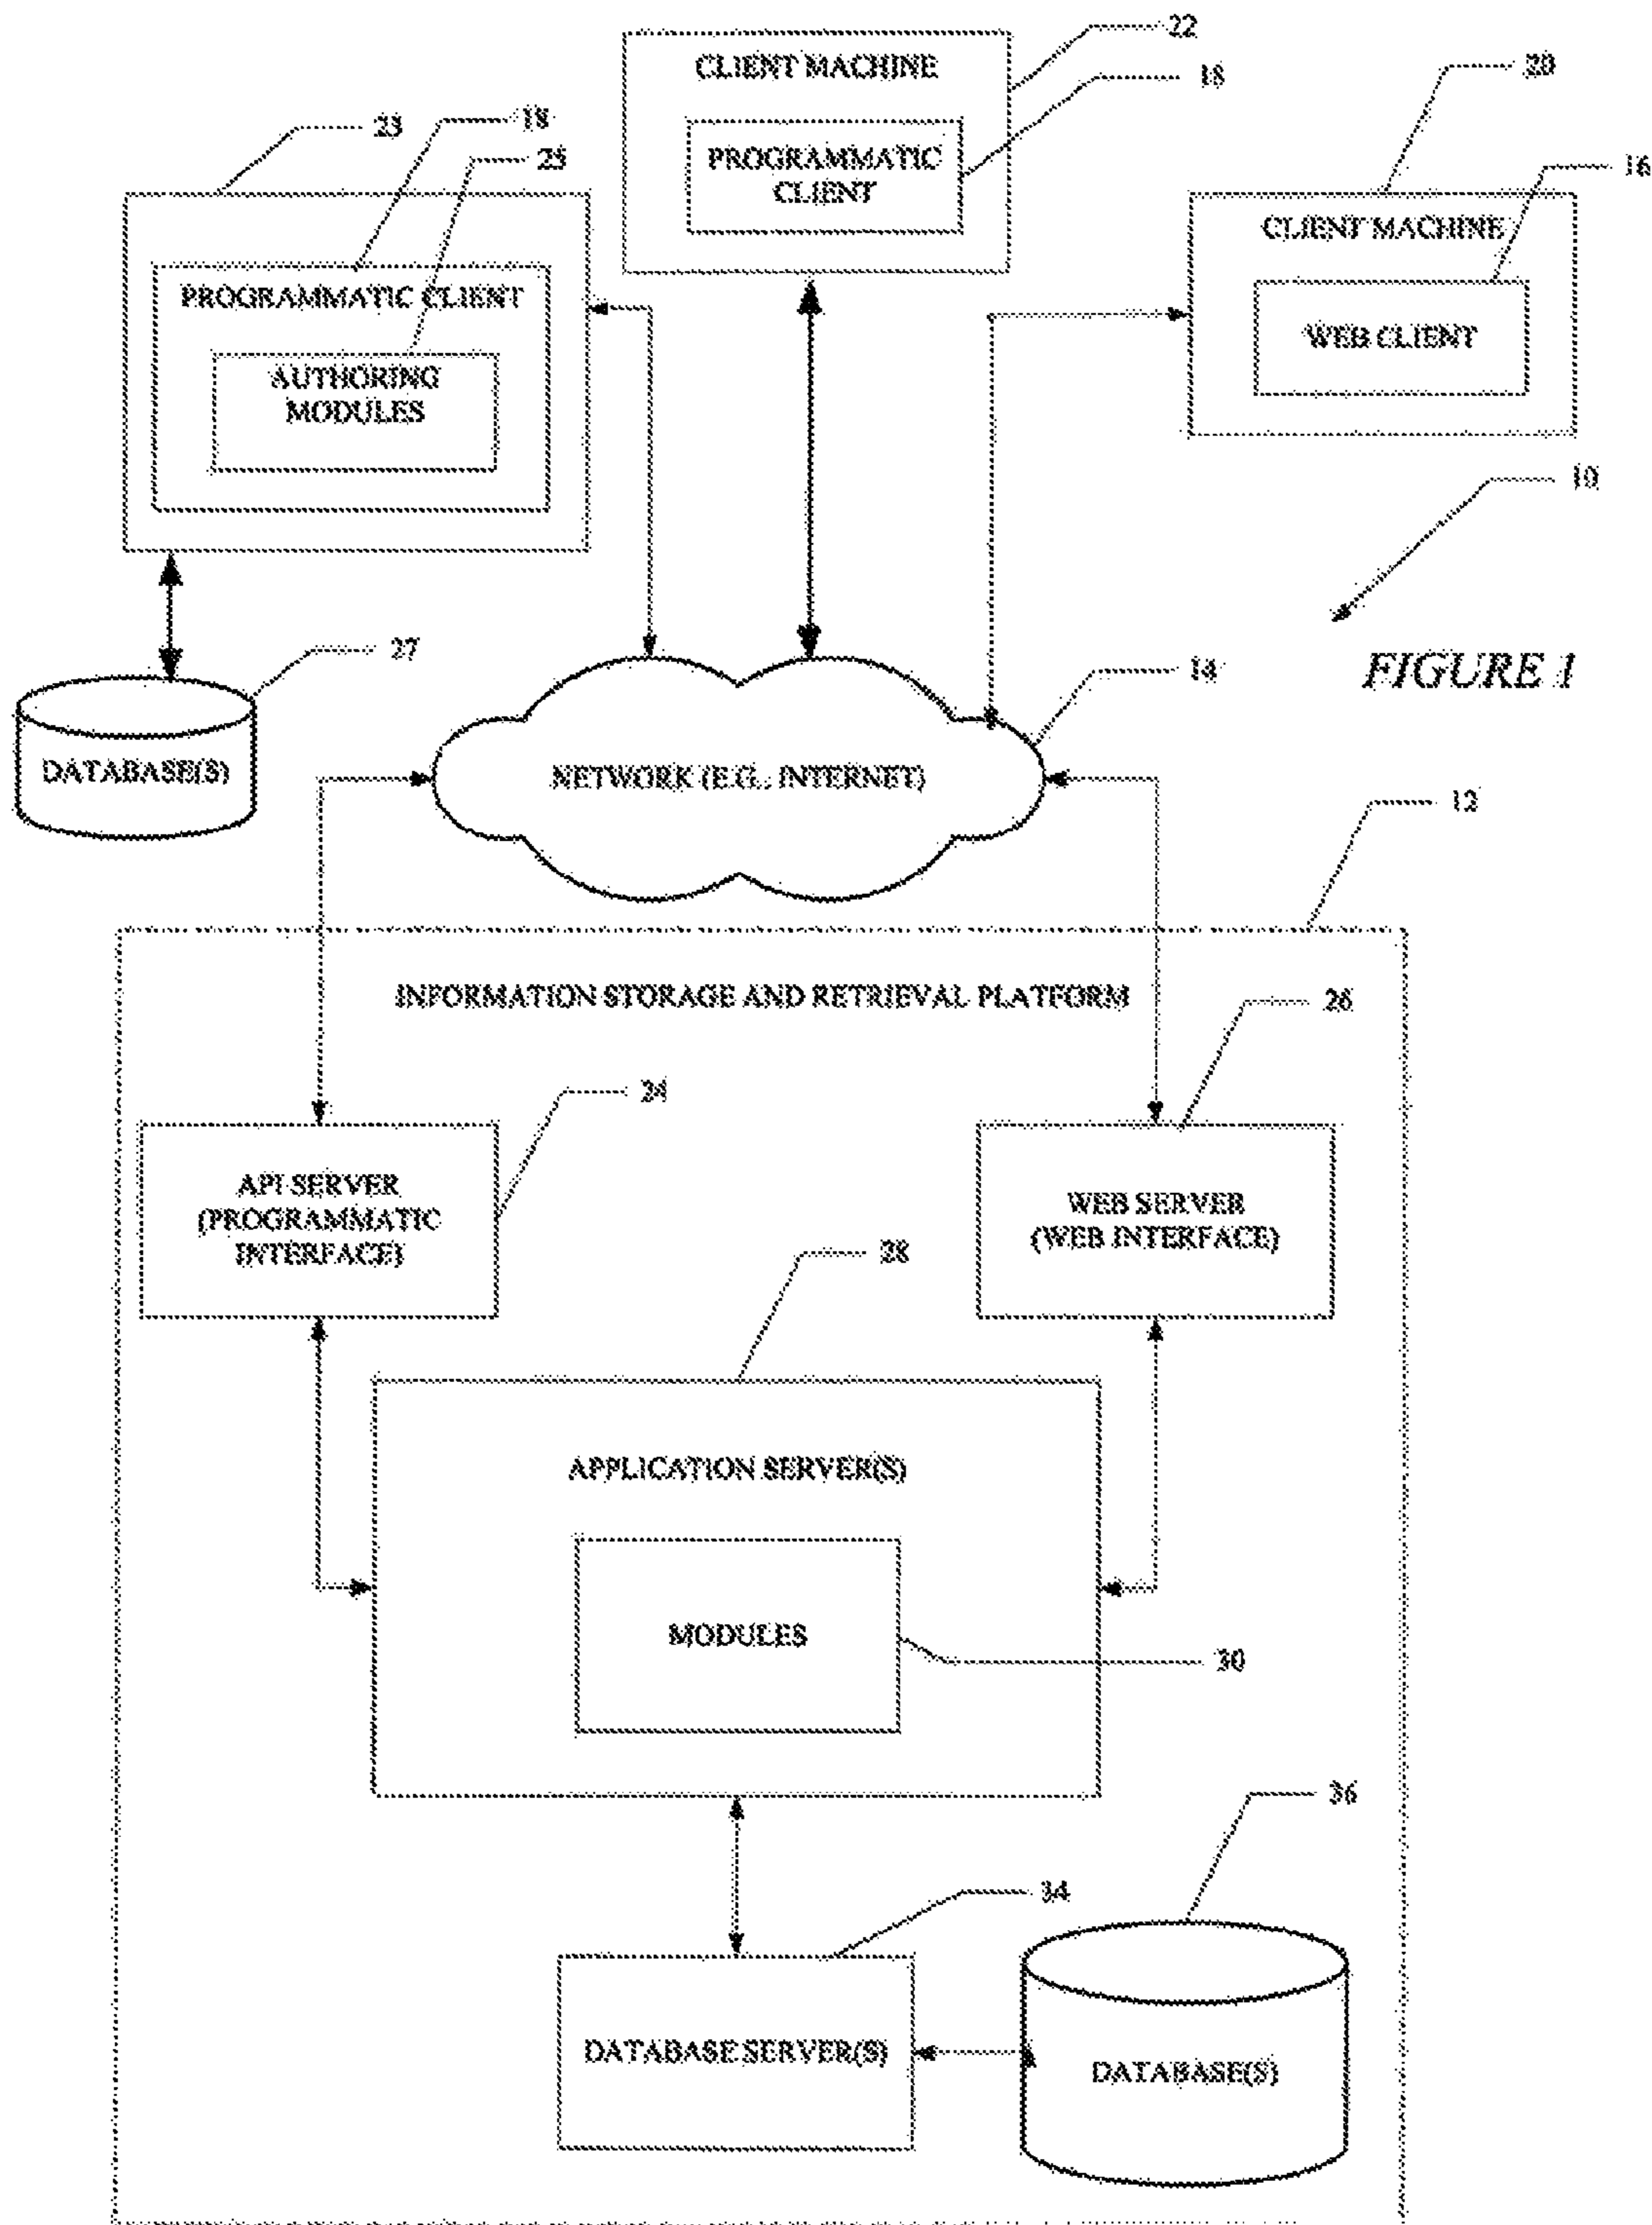 22
CLIENT MACHINE
18
20
23
18
PROGRAMMATIC
CLIENT
25
16
CLIENT MACHINE
PROGRAMMATIC CLIENT
WEB CLIENT
AUTHORING
MODULES
10
27
FIGURE 1
14
DATABASE(S)
NETWORK (E.G., INTERNET)
12
INFORMATION STORAGE AND RETRIEVAL PLATFORM
26
24
API SERVER
(PROGRAMMATIC
INTERFACE)
WEB SERVER
(WEB INTERFACE)
28
APPLICATION SERVER(S)
MODULES
30
36
34
DATABASE SERVER(S)
DATABASE(S)